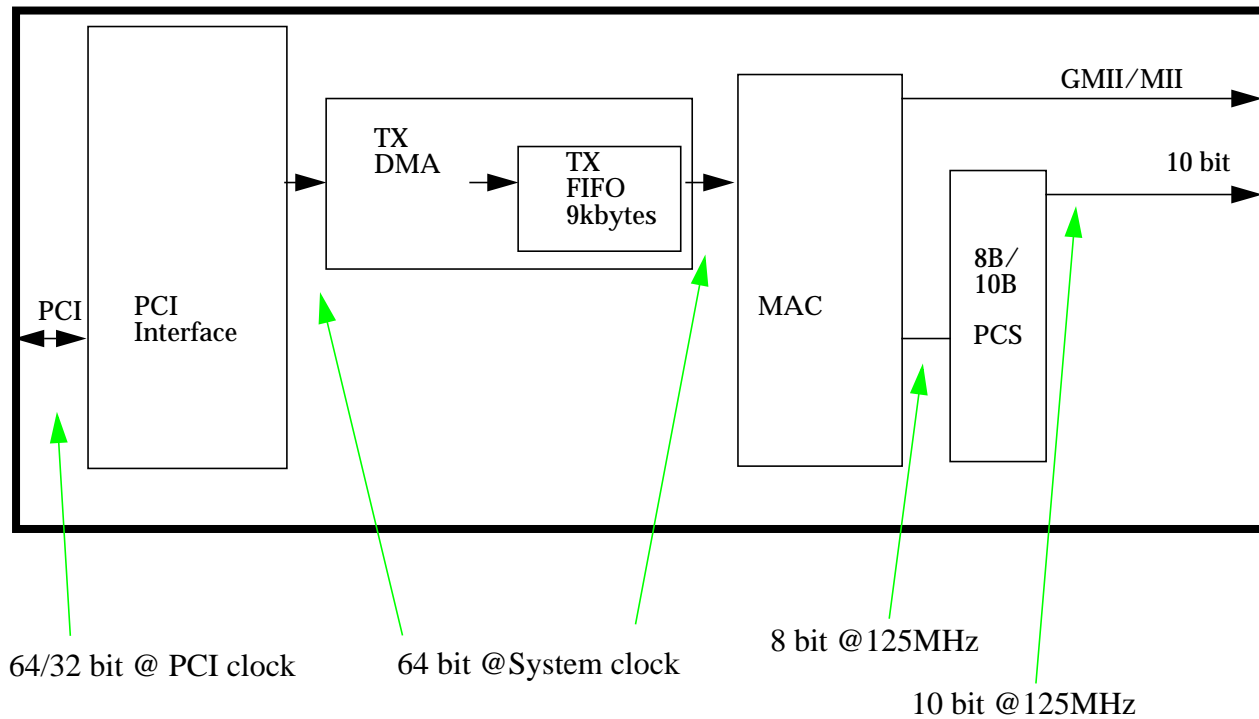 GMII/MII
TX
DMA
TX
FIFO
9kbytes
10 bit
8B/
10B
PCS
PCI
PCI
Interface
MAC
64/32 bit @ PCI clock
64 bit @System clock
8 bit @125MHz
10 bit @125MHz